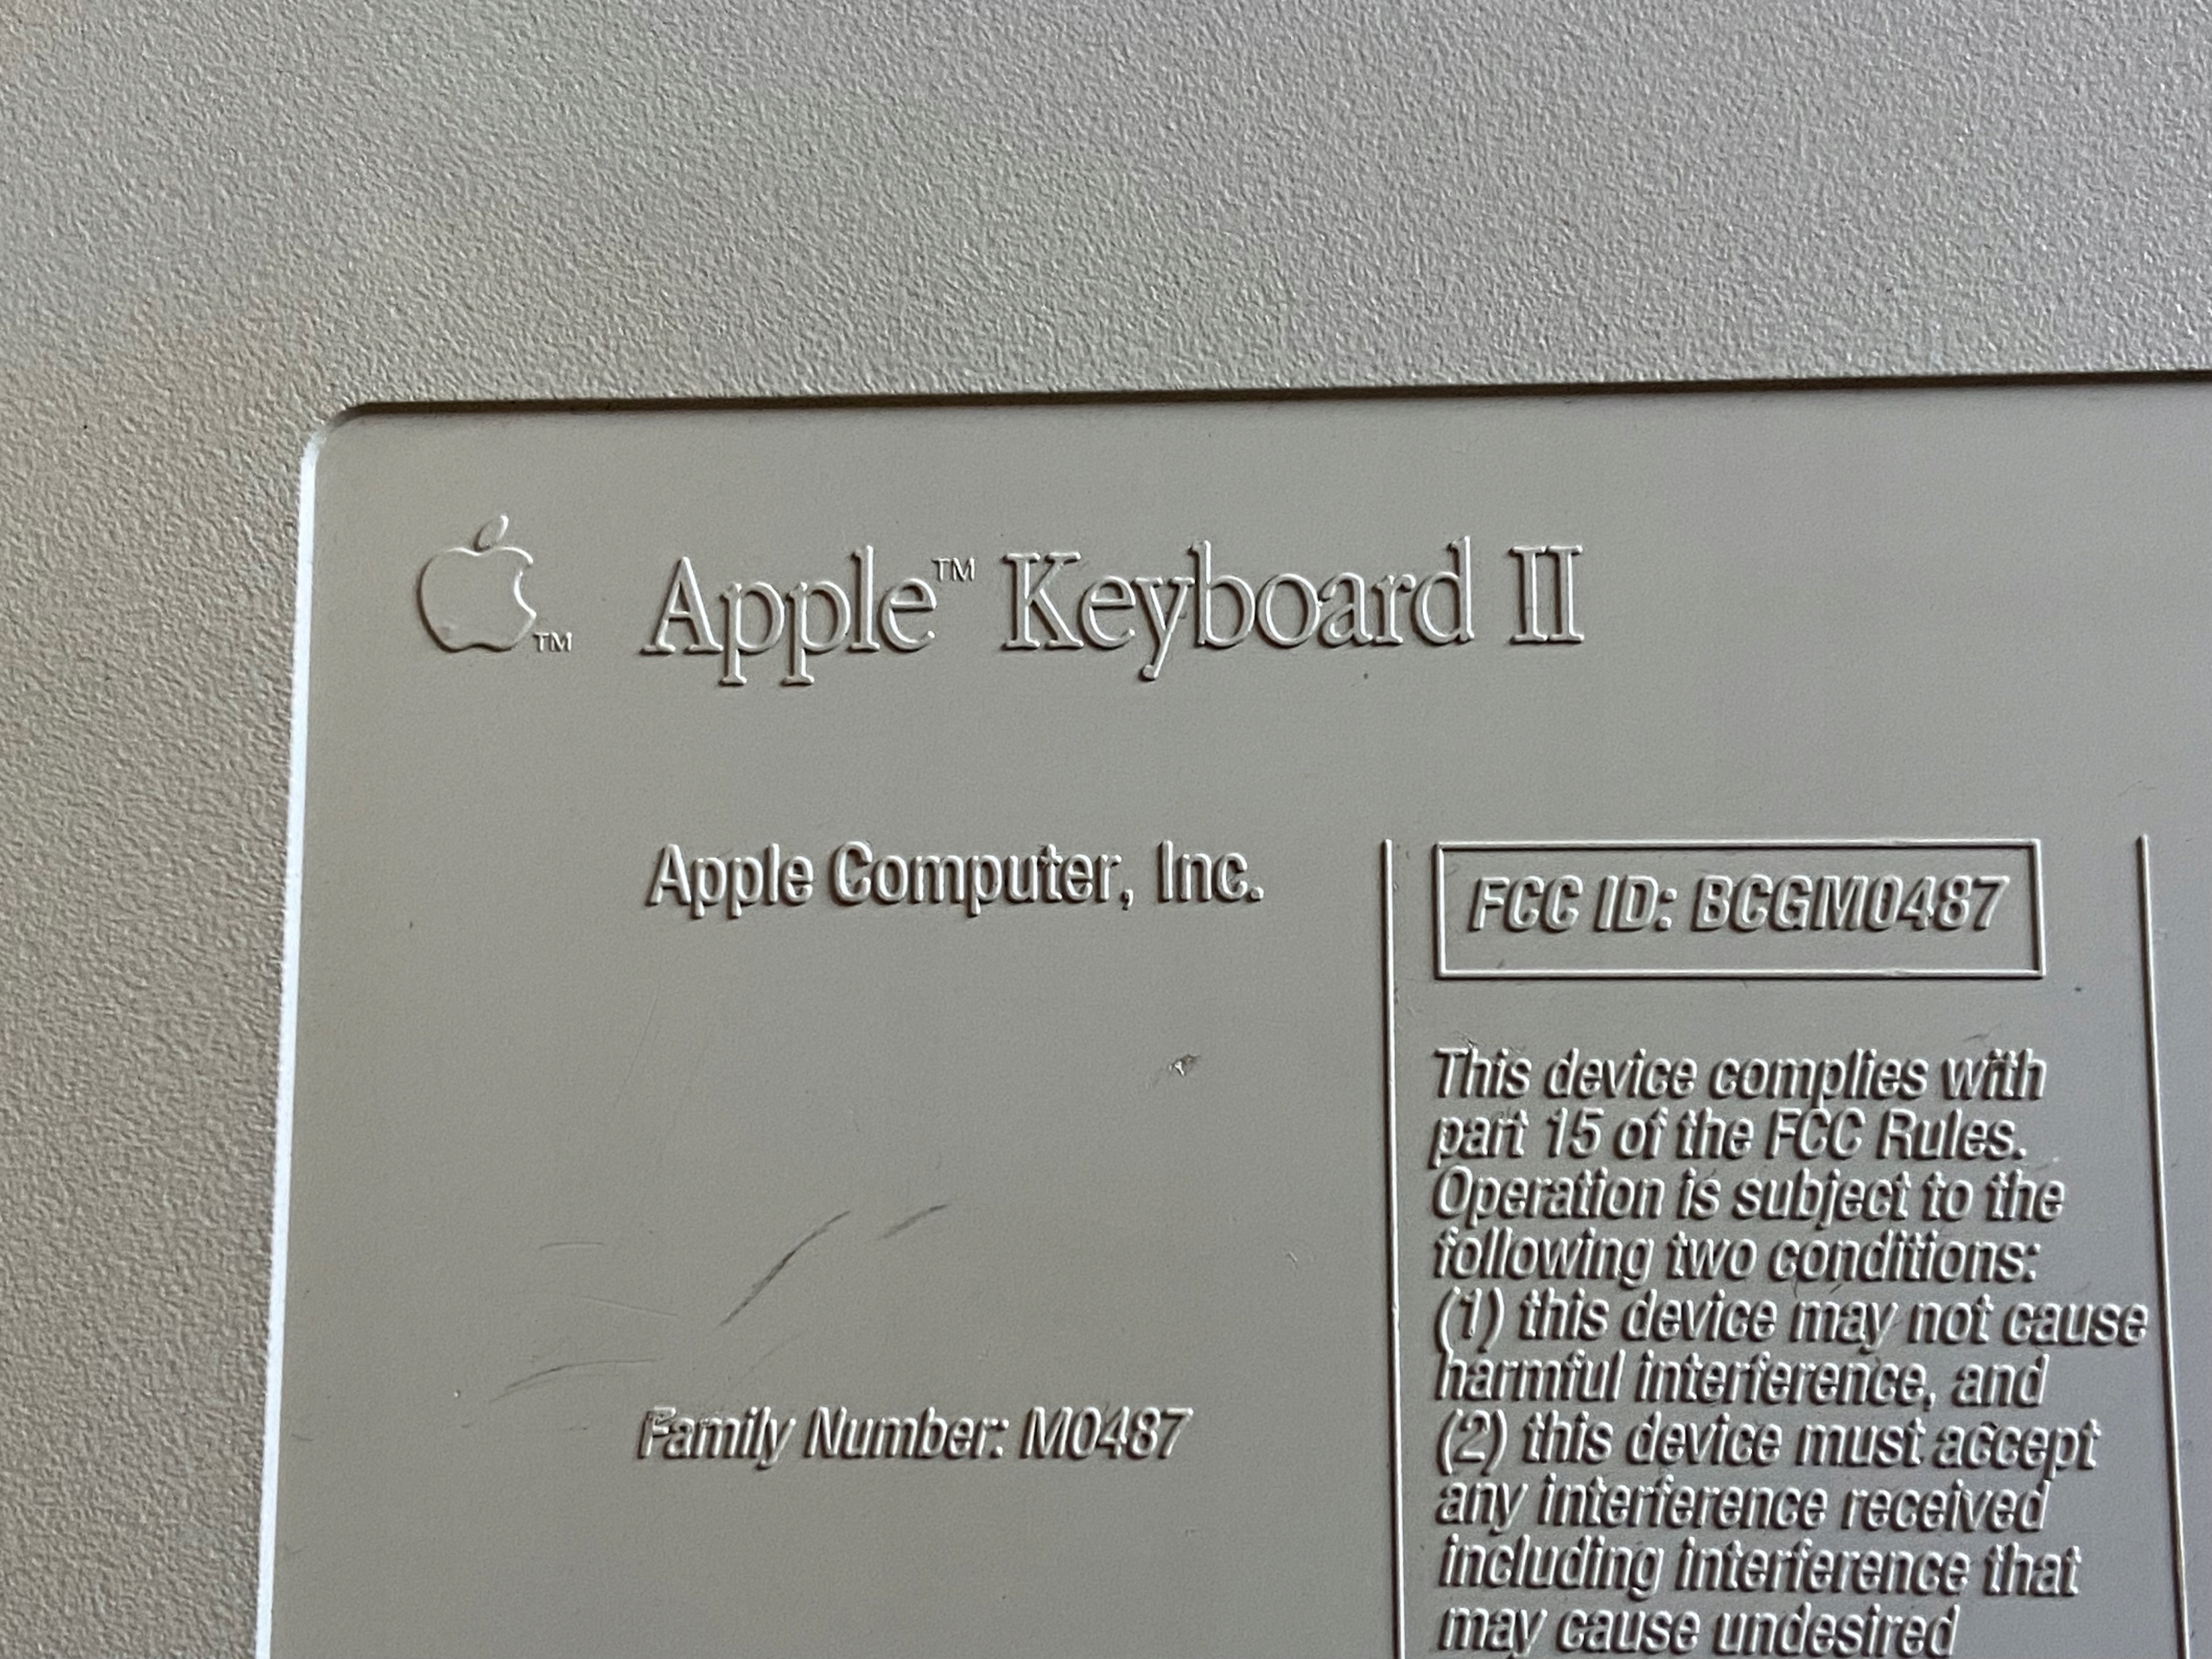 ™ Apple™ Keyboard II
Apple Computer, Inc.
Family Number: M0487
FCC ID: BCGM0487
This device complies with
part 15 of the FCC Rules.
Operation is subject to the
following two conditions:
(1) this device may not cause
harmful interference, and
(2) this device must accept
any interference received
including interference that
may cause undesired